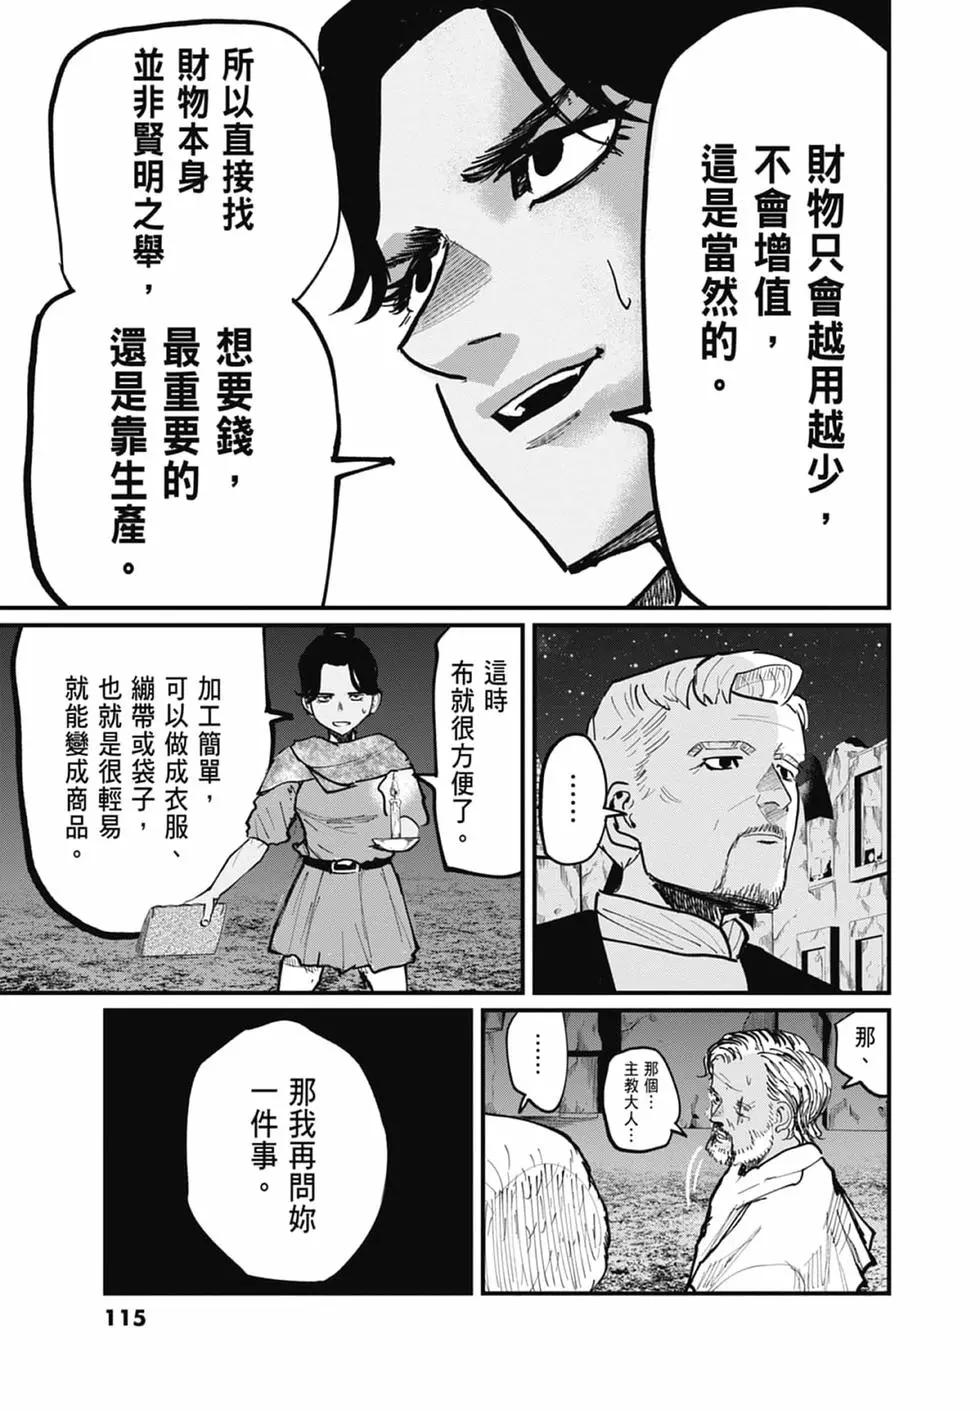 財物只會越用越少，
不會增值，
這是當然的。
所以直接找
財物本身
並非賢明之舉，
想要錢，
最重要的
還是靠生產。
……
這時
布就很方便了。
加工簡單，
可以做成衣服、
繃帶或袋子，
也就是很輕易
就能變成商品。
那、
那個…
主教大人…
……
那我再問妳
一件事。
115